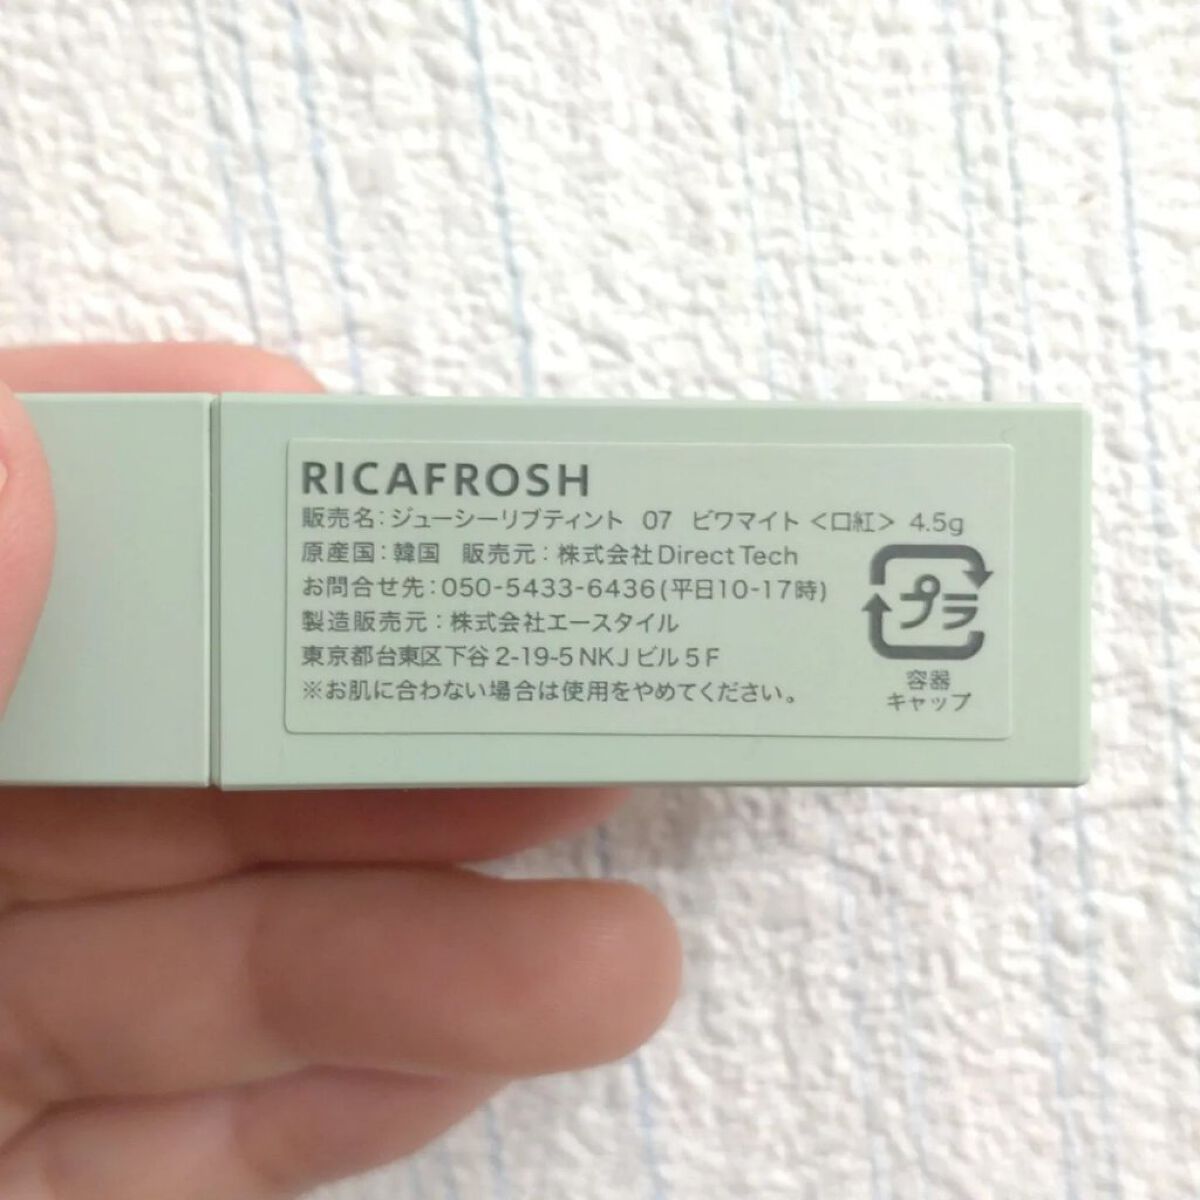 RICAFROSH
販売名：ジューシーリブティント 07 ビワマイト＜口紅＞ 4.5g
原産国：韓国 販売元：株式会社Direct Tech
お問合せ先：050-5433-6436(平日10-17時)
製造販売元：株式会社エースタイル
東京都台東区下谷2-19-5 NKJビル5F
※お肌に合わない場合は使用をやめてください。
プラ
容器
キャップ